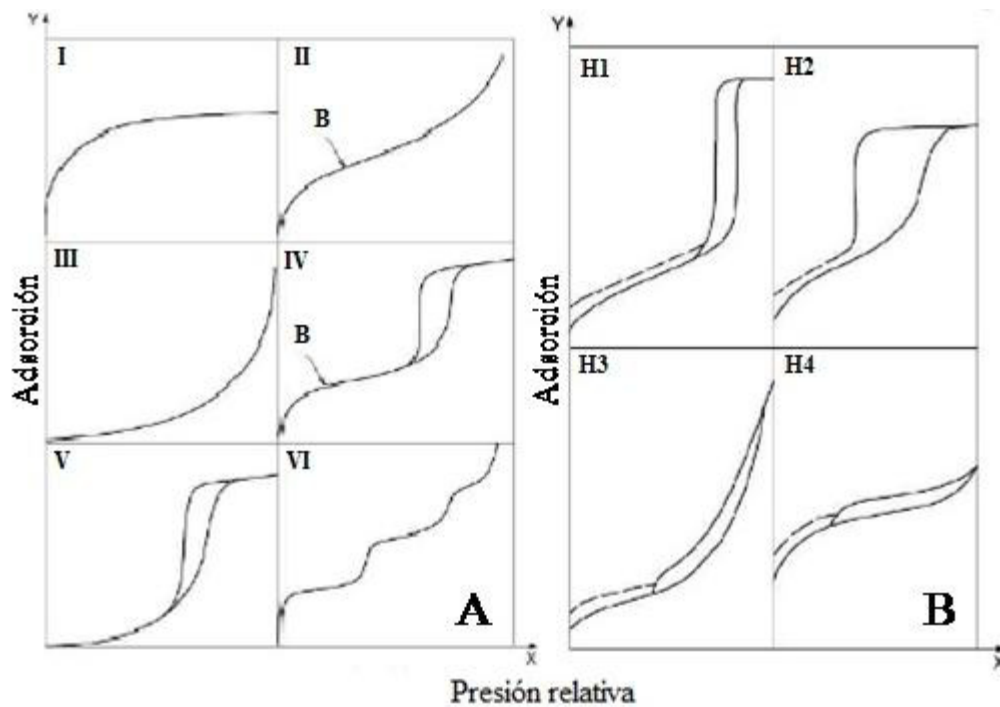 Y
I
II
B
III
IV
B
V
VI
A
X
Adsorción
Y
H1
H2
H3
H4
B
X
Adsorción
Presión relativa